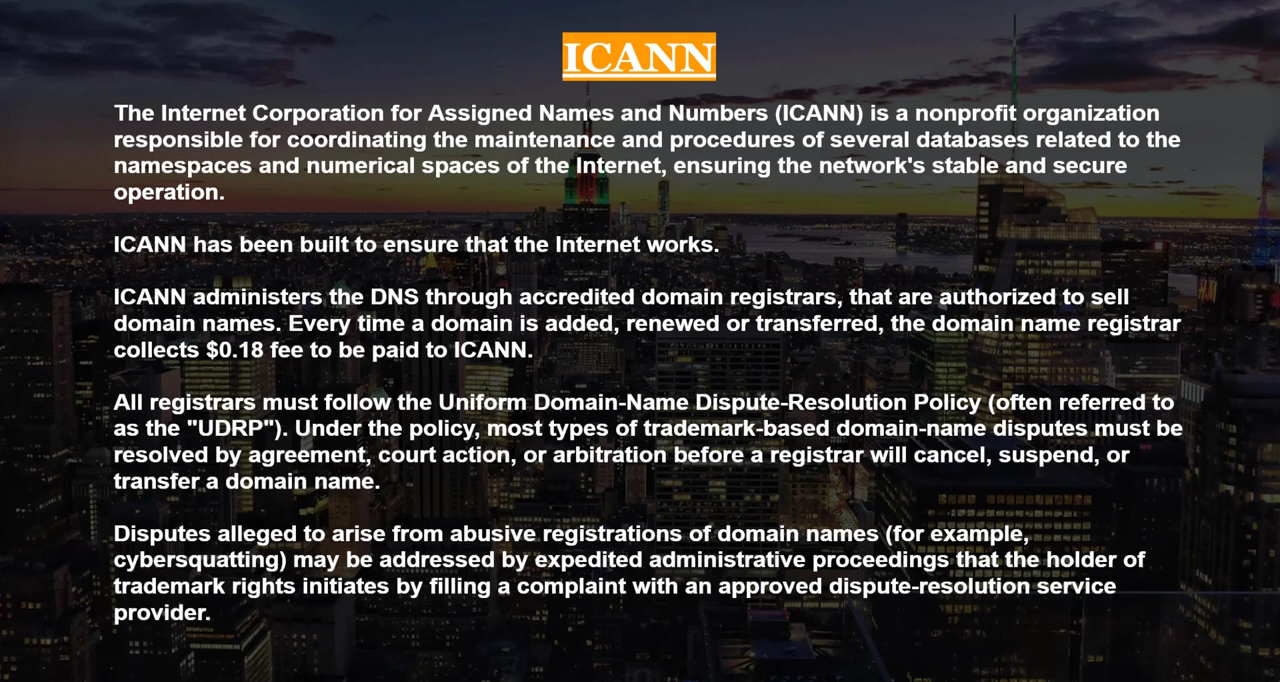 ICANN
The Internet Corporation for Assigned Names and Numbers (ICANN) is a nonprofit organization
responsible for coordinating the maintenance and procedures of several databases related to the
namespaces and numerical spaces of the Internet, ensuring the network's stable and secure
operation.
ICANN has been built to ensure that the Internet works.
ICANN administers the DNS through accredited domain registrars, that are authorized to sell
domain names. Every time a domain is added, renewed or transferred, the domain name registrar
collects $0.18 fee to be paid to ICANN.
All registrars must follow the Uniform Domain-Name Dispute-Resolution Policy (often referred to
as the "UDRP"). Under the policy, most types of trademark-based domain-name disputes must be
resolved by agreement, court action, or arbitration before a registrar will cancel, suspend, or
transfer a domain name.
Disputes alleged to arise from abusive registrations of domain names (for example,
cybersquatting) may be addressed by expedited administrative proceedings that the holder of
trademark rights initiates by filling a complaint with an approved dispute-resolution service
provider.